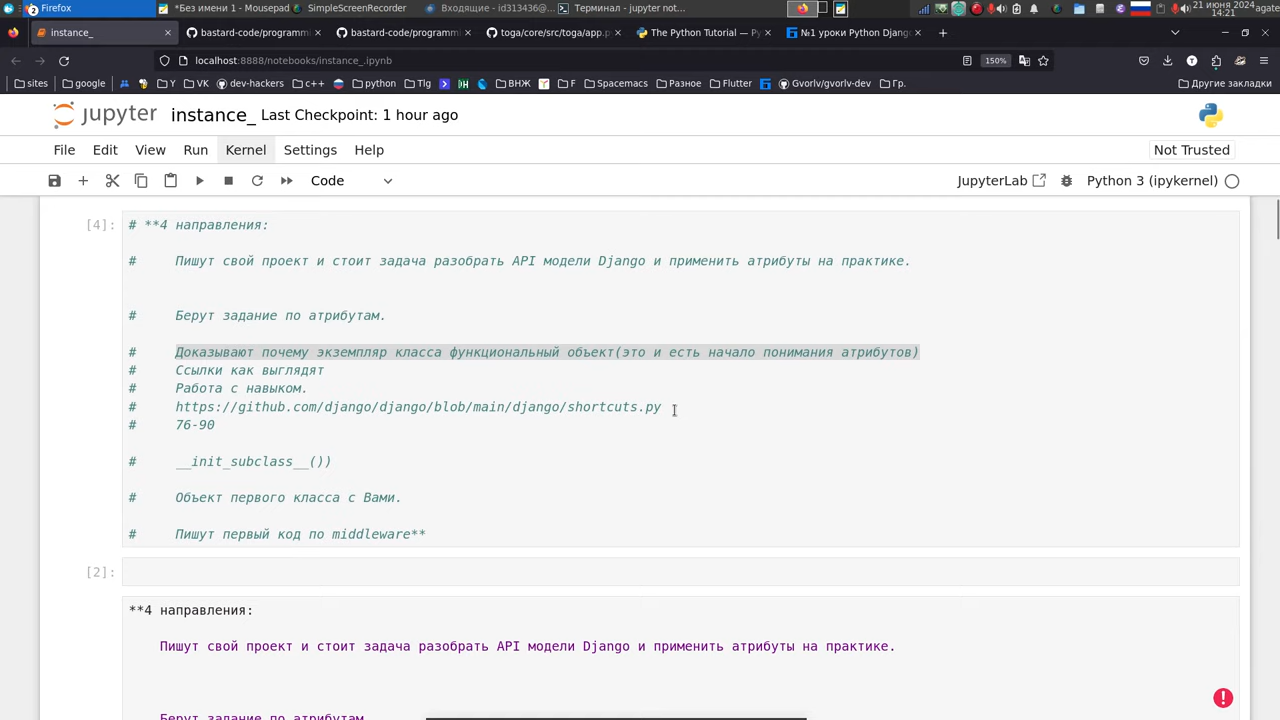 Firefox
2
*Без имени 1 - Mousepad
SimpleScreenRecorder
Входящие - id313436@...
Терминал - jupyter not...
21 июня 2024
14:21
agate
instance_
bastard-code/programmi
bastard-code/programmi
toga/core/src/toga/app.p
The Python Tutorial — Py
№1 уроки Python Djang
localhost:8888/notebooks/instance_.ipynb
150%
sites
google
Y
VK
dev-hackers
c++
python
Tlg
ВНЖ
F
Spacemacs
Разное
Flutter
Gvorlv/gvorlv-dev
Гр.
Другие закладки
jupyter
instance_ Last Checkpoint: 1 hour ago
File Edit View Run Kernel Settings Help
Not Trusted
Code
JupyterLab
Python 3 (ipykernel)
[4]:
# **4 направления:
# Пишут свой проект и стоит задача разобрать API модели Django и применить атрибуты на практике.
# Берут задание по атрибутам.
# Доказывают почему экземпляр класса функциональный объект(это и есть начало понимания атрибутов)
# Ссылки как выглядят
# Работа с навыком.
# https://github.com/django/django/blob/main/django/shortcuts.py
# 76-90
# __init_subclass__())
# Объект первого класса с Вами.
# Пишут первый код по middleware**
[2]:
**4 направления:
Пишут свой проект и стоит задача разобрать API модели Django и применить атрибуты на практике.
Берут задание по атрибутам.